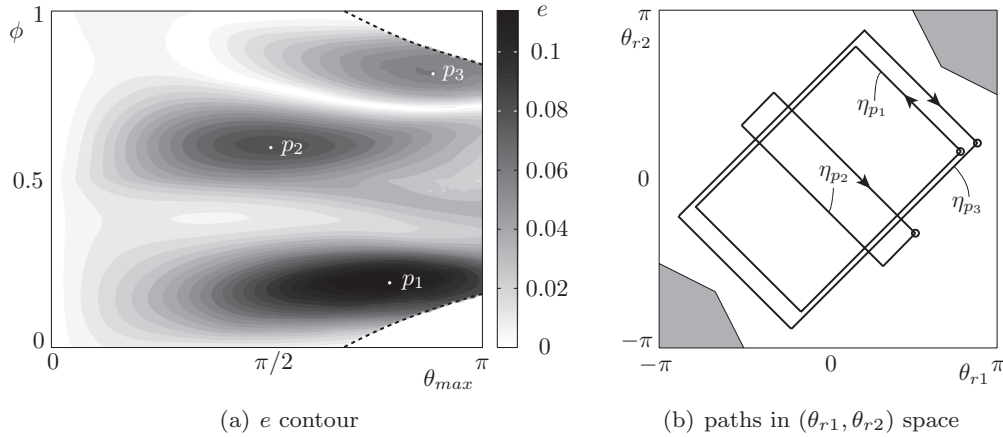 1
ϕ
0.5
0
0
π/2
π
θmax
p3
p2
p1
e
0.1
0.08
0.06
0.04
0.02
0
(a) e contour
π
θr2
0
−π
−π
0
π
θr1
ηp1
ηp2
ηp3
(b) paths in (θr1, θr2) space